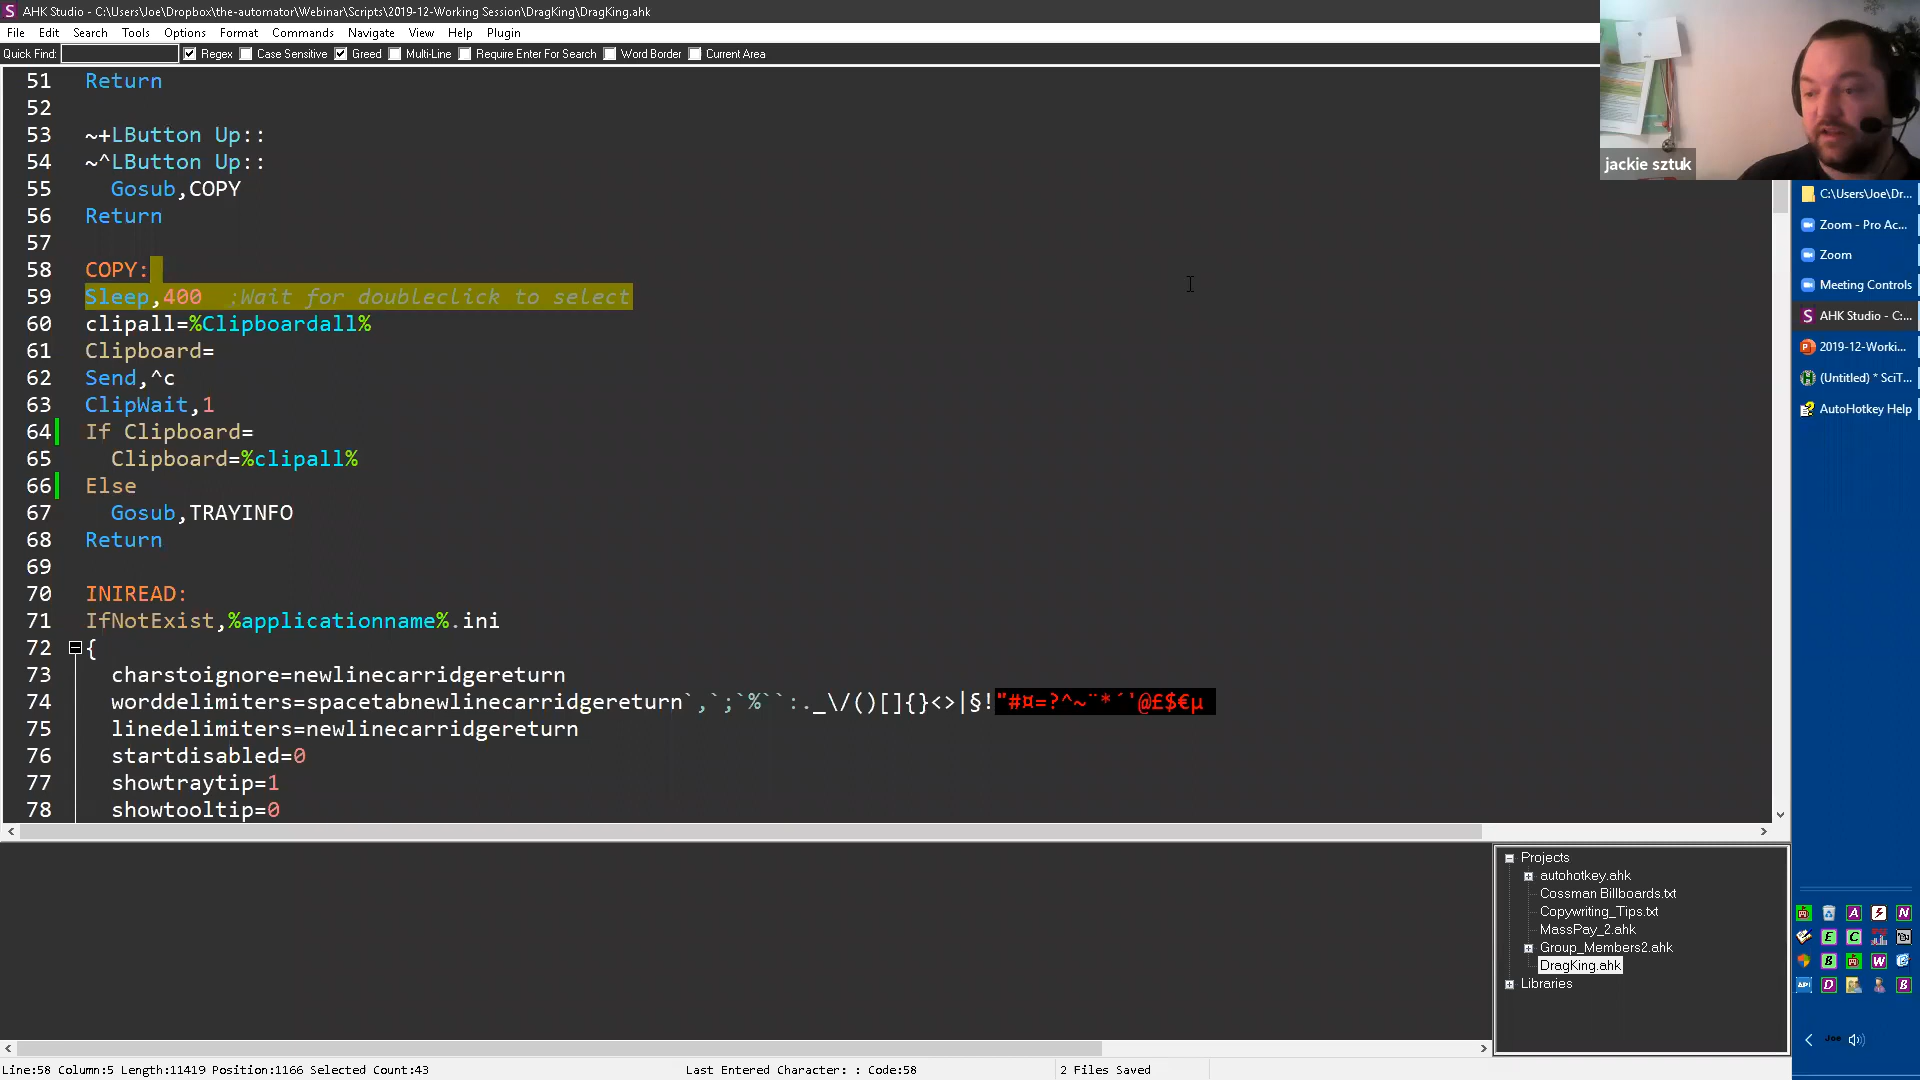 AHK Studio - C:\Users\Joe\Dropbox\the-automator\Webinar\Scripts\2019-12-Working Session\DragKing\DragKing.ahk
File Edit Search Tools Options Format Commands Navigate View Help Plugin
Quick Find: Regex Case Sensitive Greed Multi-Line Require Enter For Search Word Border Current Area
51 Return
52
53 ~+LButton Up::
54 ~^LButton Up::
55 Gosub,COPY
56 Return
57
58 COPY:
59 Sleep,400 ;Wait for doubleclick to select
60 clipall=%Clipboardall%
61 Clipboard=
62 Send,^c
63 ClipWait,1
64 If Clipboard=
65 Clipboard=%clipall%
66 Else
67 Gosub,TRAYINFO
68 Return
69
70 INIREAD:
71 IfNotExist,%applicationname%.ini
72 {
73 charstoignore=newlinecarridgereturn
74 worddelimiters=spacetabnewlinecarridgereturn`,`;`%``:._\/()[]{}<>|§!"#¤=?^~¨*´'@£$€µ
75 linedelimiters=newlinecarridgereturn
76 startdisabled=0
77 showtraytip=1
78 showtooltip=0
jackie sztuk
C:\Users\Joe\Dr...
Zoom - Pro Ac...
Zoom
Meeting Controls
AHK Studio - C:...
2019-12-Worki...
(Untitled) * SciT...
AutoHotkey Help
Projects
autohotkey.ahk
Cossman Billboards.txt
Copywriting_Tips.txt
MassPay_2.ahk
Group_Members2.ahk
DragKing.ahk
Libraries
A N
E C
B W
API D B
Joe
Line:58 Column:5 Length:11419 Position:1166 Selected Count:43 Last Entered Character: : Code:58 2 Files Saved